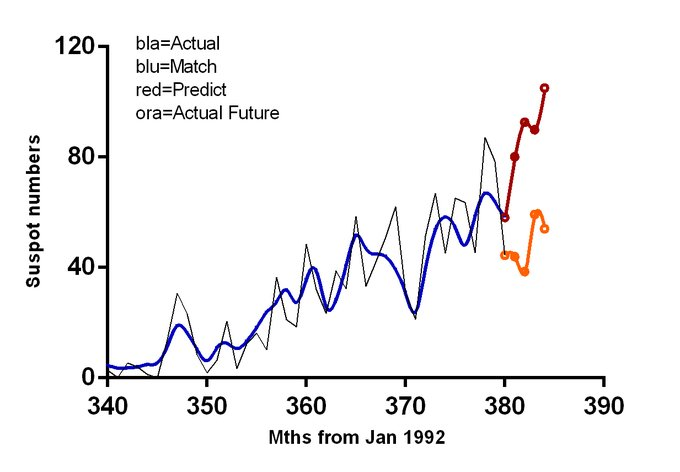 120
bla=Actual
blu=Match
red=Predict
ora=Actual Future
80
40
0
Suspot numbers
340 350 360 370 380 390
Mths from Jan 1992